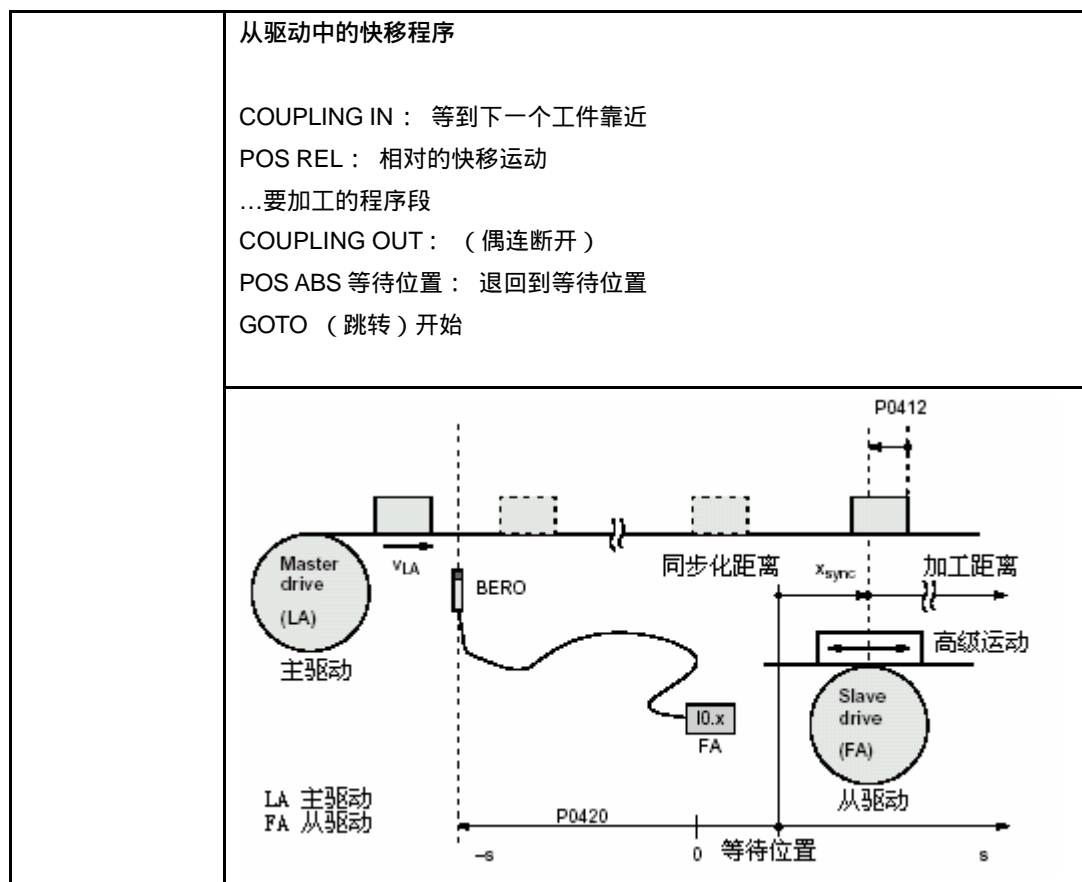 从驱动中的快移程序
COUPLING IN： 等到下一个工件靠近
POS REL： 相对的快移运动
…要加工的程序段
COUPLING OUT： （偶连断开）
POS ABS 等待位置： 退回到等待位置
GOTO （跳转）开始
P0412
Master drive (LA)
主驱动
vLA
BERO
同步化距离
xsync
加工距离
高级运动
I0.x
FA
Slave drive (FA)
从驱动
LA 主驱动
FA 从驱动
P0420
–s
0
等待位置
s